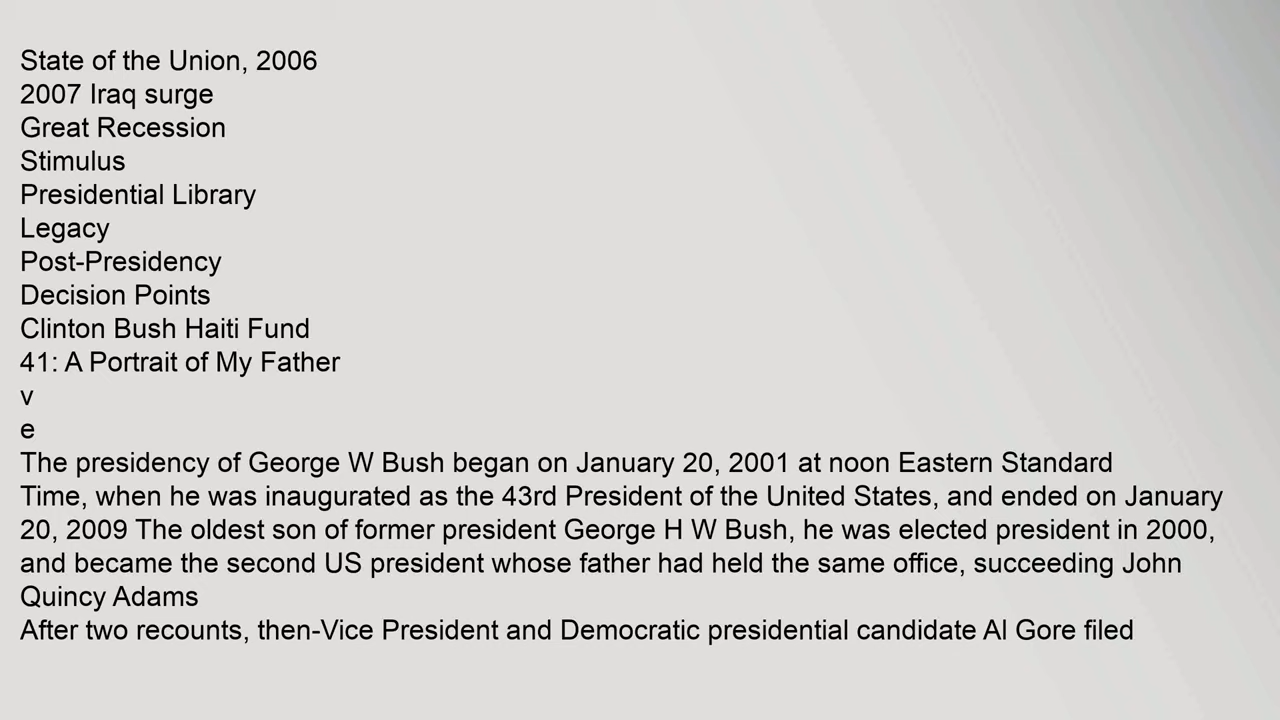 State of the Union, 2006
2007 Iraq surge
Great Recession
Stimulus
Presidential Library
Legacy
Post-Presidency
Decision Points
Clinton Bush Haiti Fund
41: A Portrait of My Father
v
e
The presidency of George W Bush began on January 20, 2001 at noon Eastern Standard
Time, when he was inaugurated as the 43rd President of the United States, and ended on January
20, 2009 The oldest son of former president George H W Bush, he was elected president in 2000,
and became the second US president whose father had held the same office, succeeding John
Quincy Adams
After two recounts, then-Vice President and Democratic presidential candidate Al Gore filed